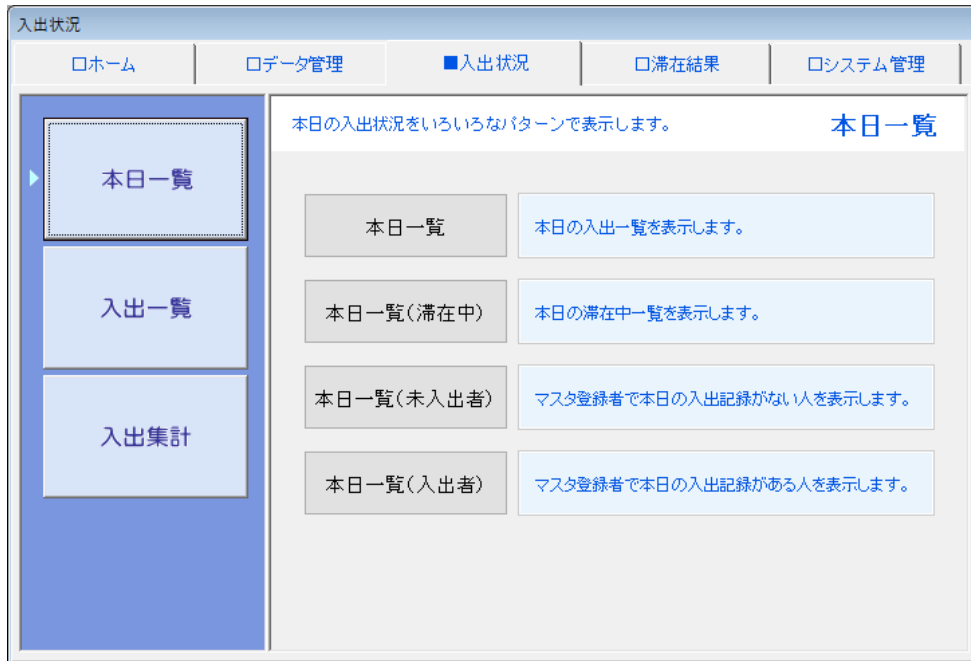 入出状況
□ホーム
□データ管理
■入出状況
□滞在結果
□システム管理
本日一覧
入出一覧
入出集計
本日の入出状況をいろいろなパターンで表示します。
本日一覧
本日一覧
本日の入出一覧を表示します。
本日一覧(滞在中)
本日の滞在中一覧を表示します。
本日一覧(未入出者)
マスタ登録者で本日の入出記録がない人を表示します。
本日一覧(入出者)
マスタ登録者で本日の入出記録がある人を表示します。